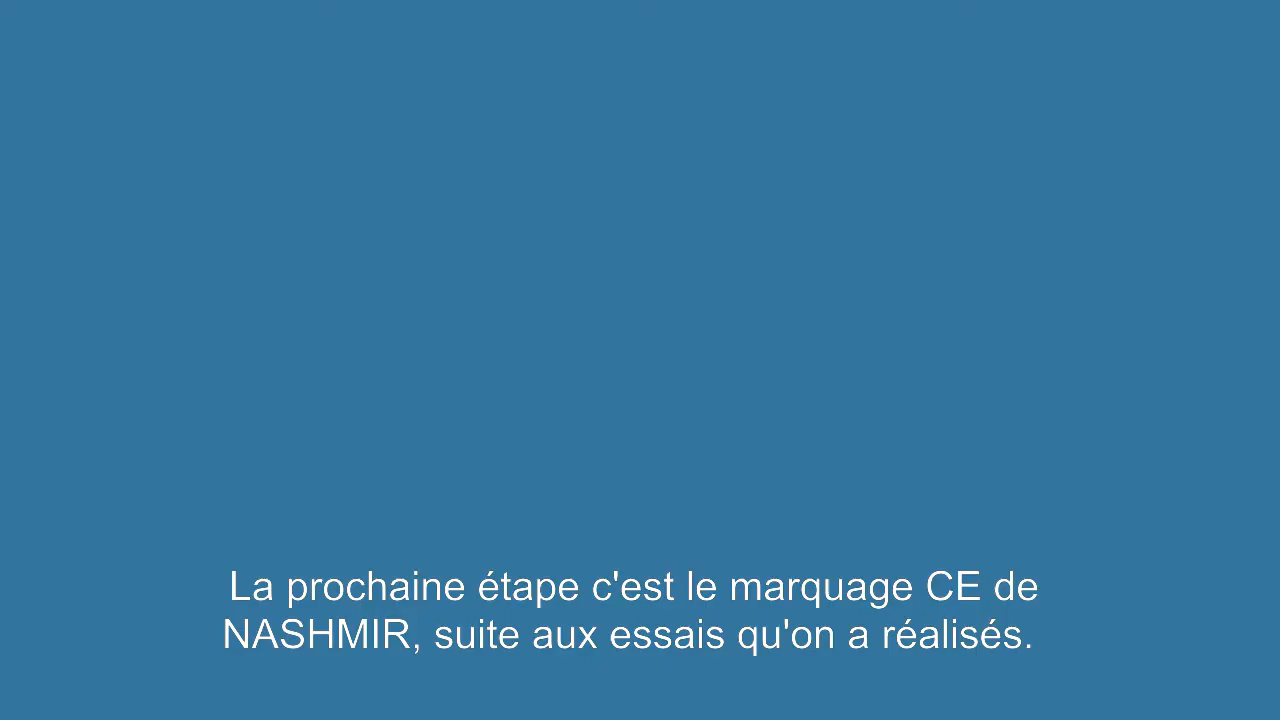 La prochaine étape c'est le marquage CE de
NASHMIR, suite aux essais qu'on a réalisés.